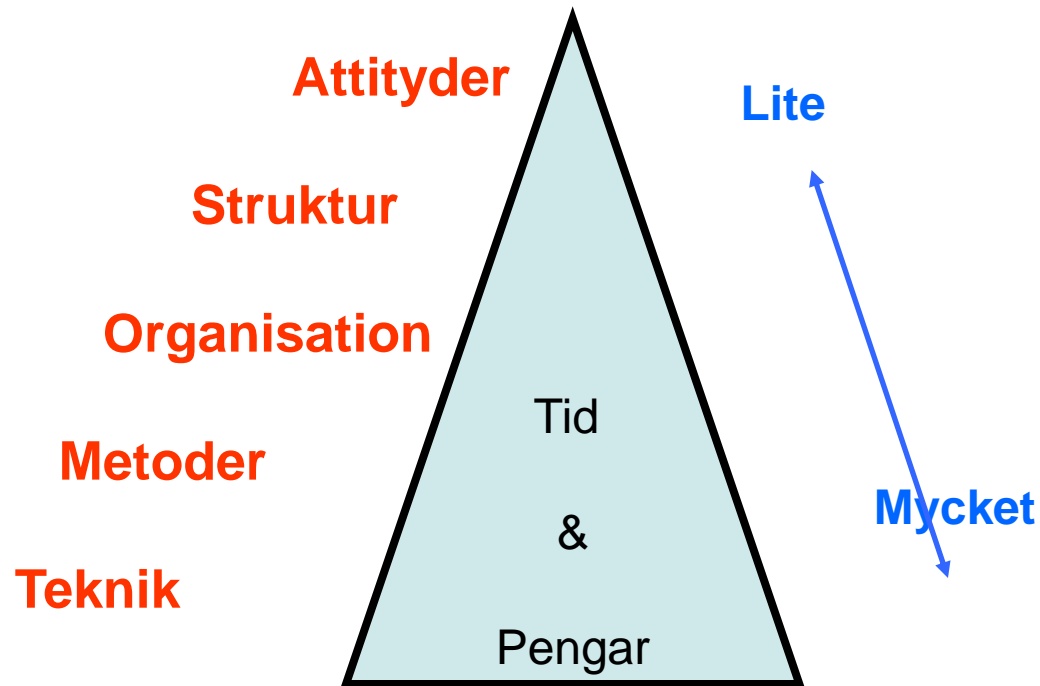 Attityder
Lite
Struktur
Organisation
Tid
Metoder
Mycket
&
Teknik
Pengar